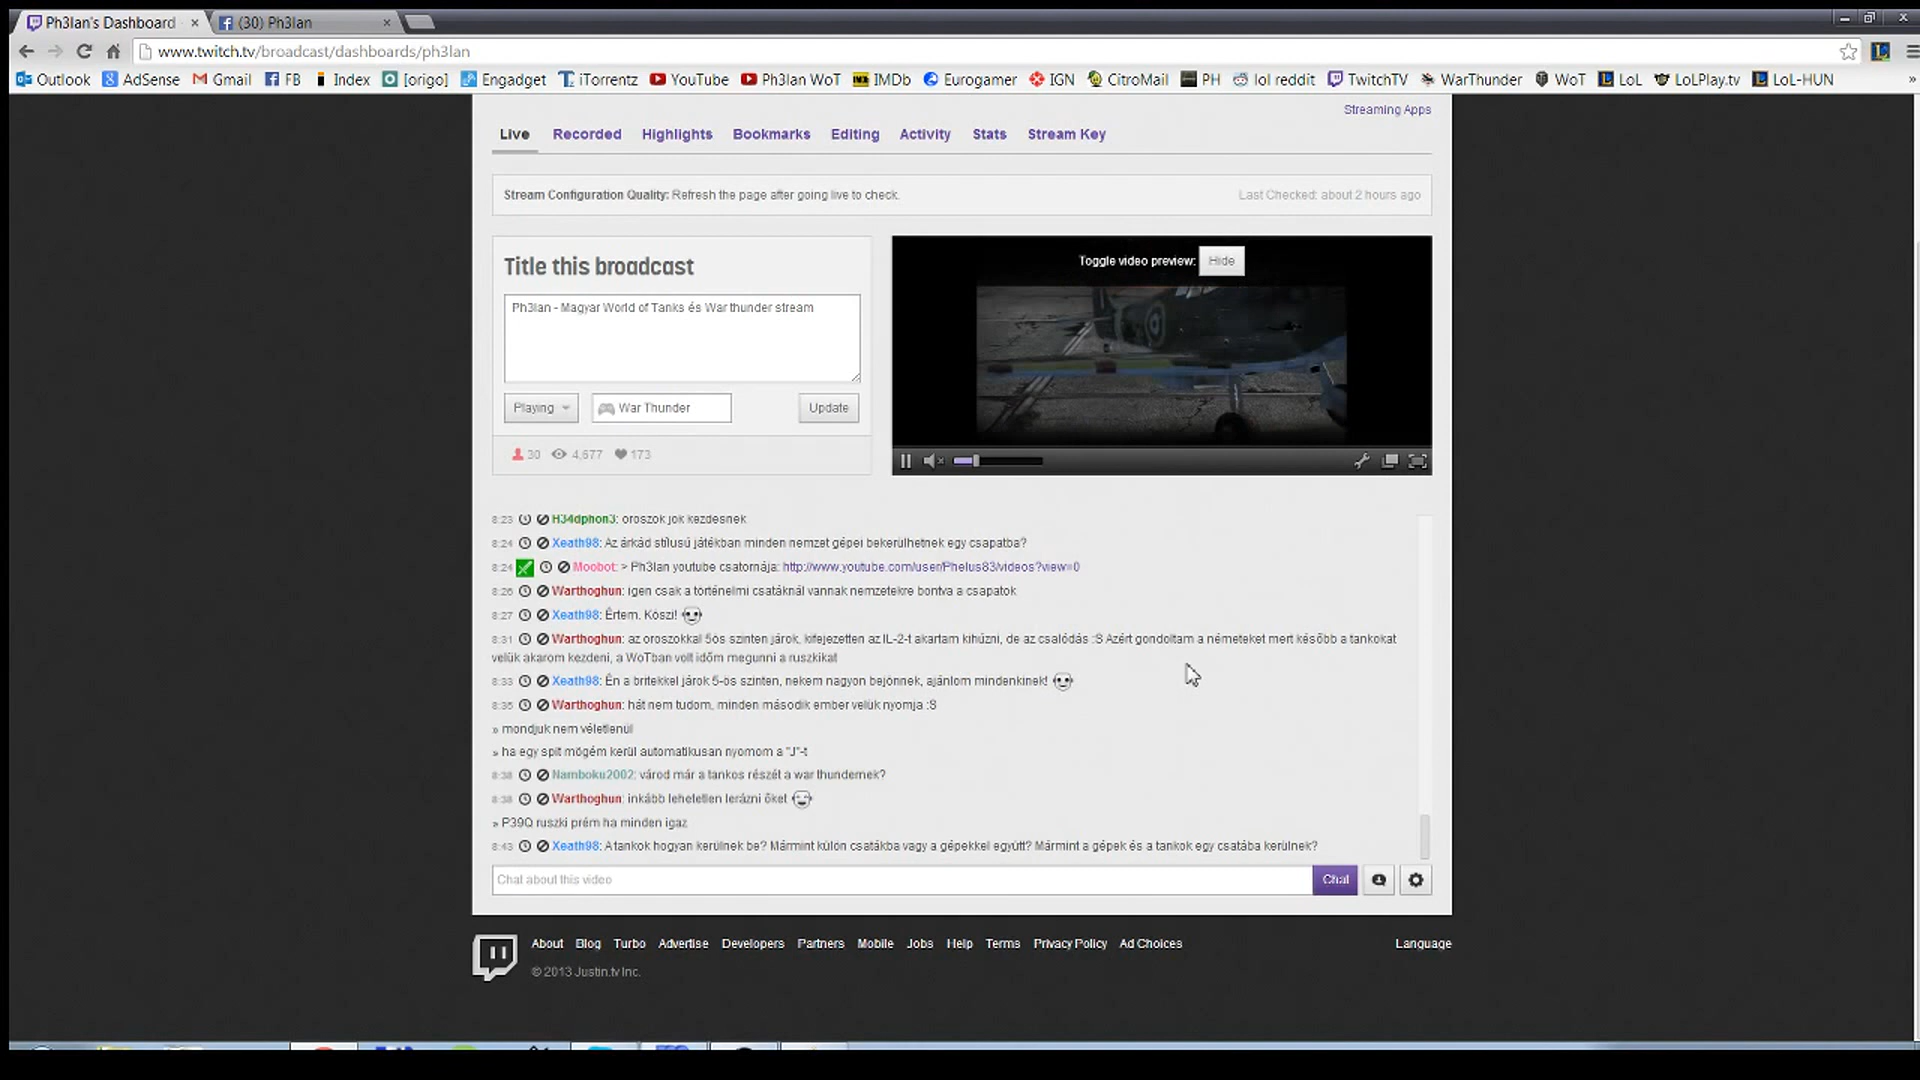 Ph3lan's Dashboard
(30) Ph3lan
www.twitch.tv/broadcast/dashboards/ph3lan
Outlook AdSense Gmail FB Index [origo] Engadget iTorrentz YouTube Ph3lan WoT IMDb Eurogamer IGN CitroMail PH lol reddit TwitchTV WarThunder WoT LoL LoLPlay.tv LoL-HUN
Streaming Apps
Live Recorded Highlights Bookmarks Editing Activity Stats Stream Key
Stream Configuration Quality: Refresh the page after going live to check.
Last Checked: about 2 hours ago
Title this broadcast
Toggle video preview: Hide
Ph3lan - Magyar World of Tanks és War thunder stream
Playing War Thunder Update
30 4,677 173
8:23 H34dphon3: oroszok jok kezdesnek
8:24 Xeath98: Az árkád stílusú játékban minden nemzet gépei bekerülhetnek egy csapatba?
8:24 Moobot: > Ph3lan youtube csatornája: http://www.youtube.com/user/Phelus83/videos?view=0
8:26 Warthoghun: igen csak a történelmi csatáknál vannak nemzetekre bontva a csapatok
8:27 Xeath98: Értem. Köszi!
8:31 Warthoghun: az oroszokkal 5ös szinten járok, kifejezetten az IL-2-t akartam kihúzni, de az csalódás :S Azért gondoltam a németeket mert később a tankokat
velük akarom kezdeni, a WoTban volt időm megunni a ruszkikat
8:33 Xeath98: Én a britekkel járok 5-ös szinten, nekem nagyon bejönnek, ajánlom mindenkinek!
8:35 Warthoghun: hát nem tudom, minden második ember velük nyomja :S
» mondjuk nem véletlenül
» ha egy spit mögém kerül automatikusan nyomom a "J"-t
8:38 Namboku2002: várod már a tankos részét a war thundernek?
8:38 Warthoghun: inkább lehetetlen lerázni őket
» P39Q ruszki prém ha minden igaz
8:43 Xeath98: A tankok hogyan kerülnek be? Mármint külön csatákba vagy a gépekkel együtt? Mármint a gépek és a tankok egy csatába kerülnek?
Chat about this video
Chat
About Blog Turbo Advertise Developers Partners Mobile Jobs Help Terms Privacy Policy Ad Choices
Language
© 2013 Justin.tv Inc.